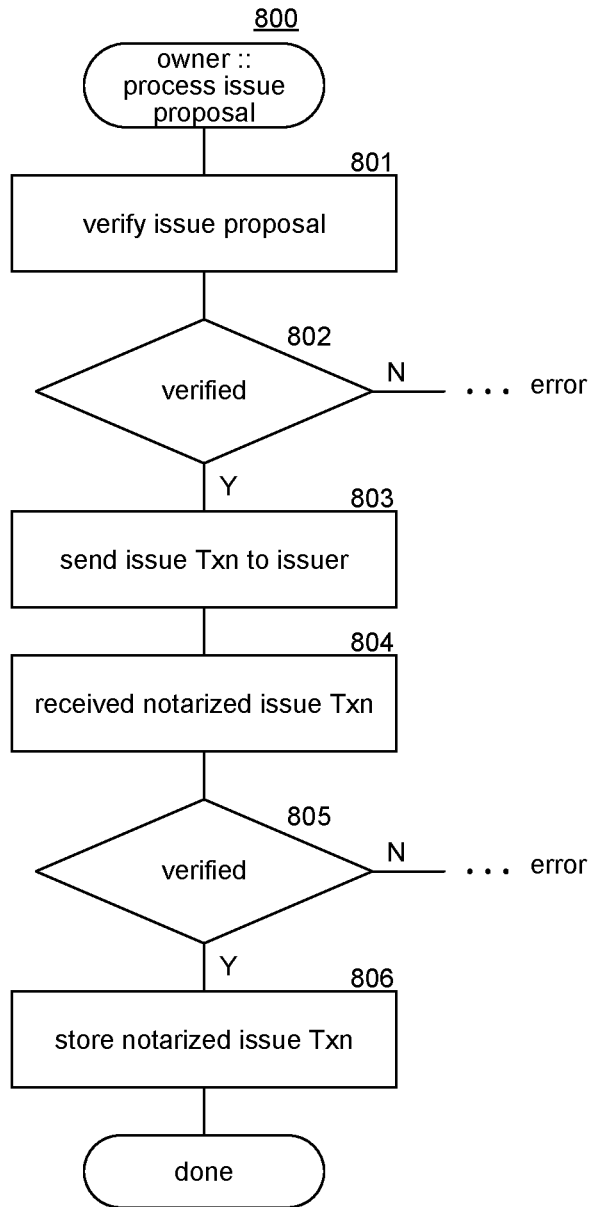 800
owner ::
process issue
proposal
801
verify issue proposal
802
verified
N
... error
Y
803
send issue Txn to issuer
804
received notarized issue Txn
805
verified
N
... error
Y
806
store notarized issue Txn
done